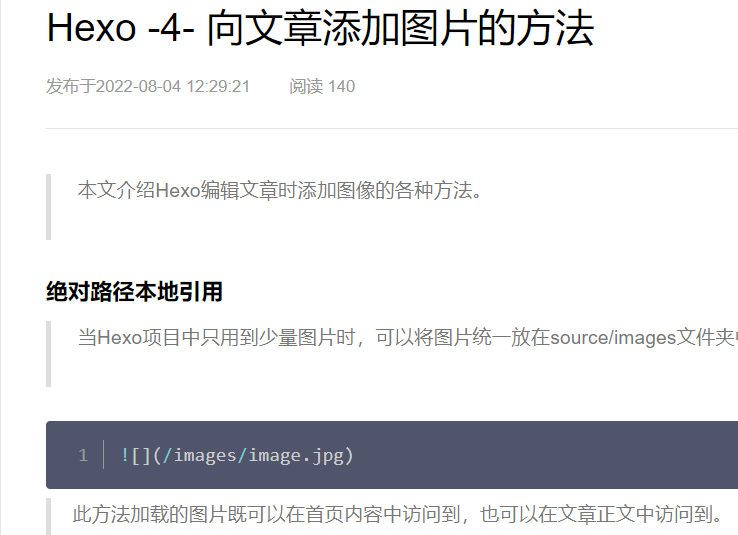 Hexo -4- 向文章添加图片的方法
发布于2022-08-04 12:29:21 阅读 140
本文介绍Hexo编辑文章时添加图像的各种方法。
绝对路径本地引用
当Hexo项目中只用到少量图片时，可以将图片统一放在source/images文件夹
1 ![](/images/image.jpg)
此方法加载的图片既可以在首页内容中访问到，也可以在文章正文中访问到。